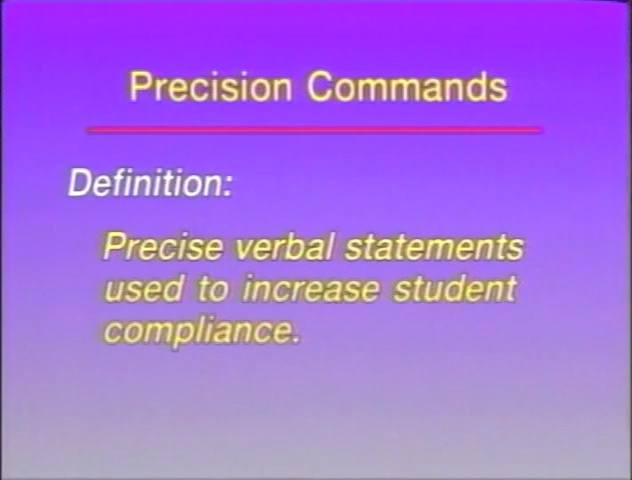 Precision Commands
Definition:
Precise verbal statements
used to increase student
compliance.